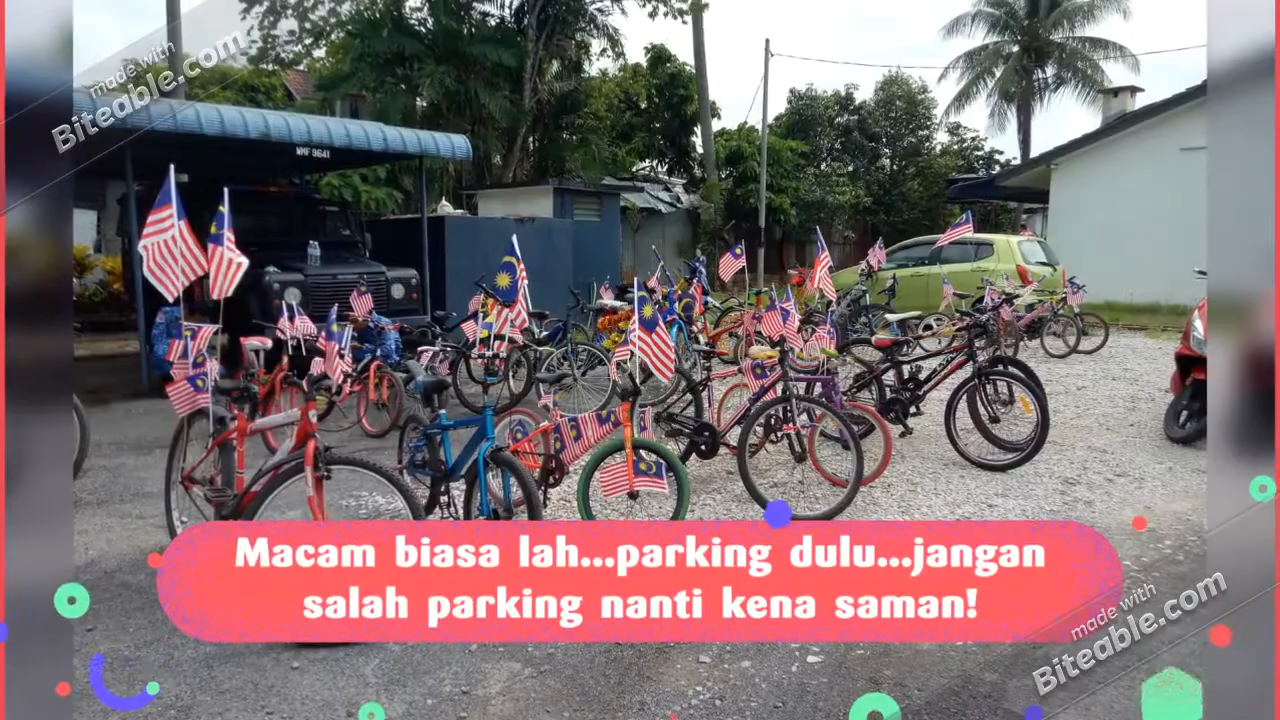 made with
Biteable.com
WMF 9641
Macam biasa lah...parking dulu...jangan
salah parking nanti kena saman!
made with
Biteable.com